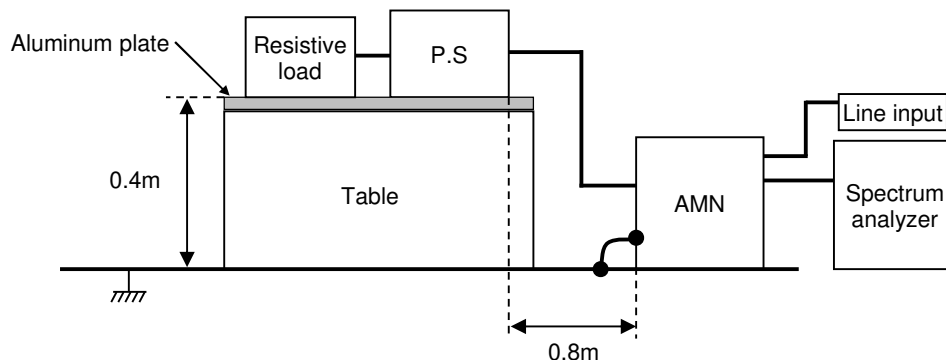 Aluminum plate
Resistive
load
P.S
Line input
0.4m
Table
AMN
Spectrum
analyzer
0.8m